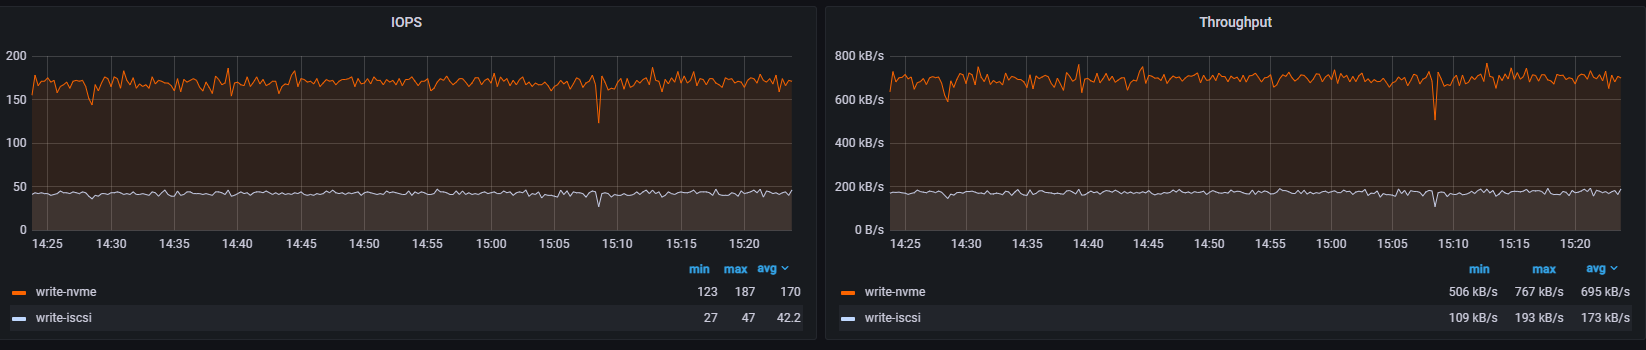 IOPS
200
150
100
50
0
14:25 14:30 14:35 14:40 14:45 14:50 14:55 15:00 15:05 15:10 15:15 15:20
min max avg
write-nvme 123 187 170
write-iscsi 27 47 42.2
Throughput
800 kB/s
600 kB/s
400 kB/s
200 kB/s
0 B/s
14:25 14:30 14:35 14:40 14:45 14:50 14:55 15:00 15:05 15:10 15:15 15:20
min max avg
write-nvme 506 kB/s 767 kB/s 695 kB/s
write-iscsi 109 kB/s 193 kB/s 173 kB/s